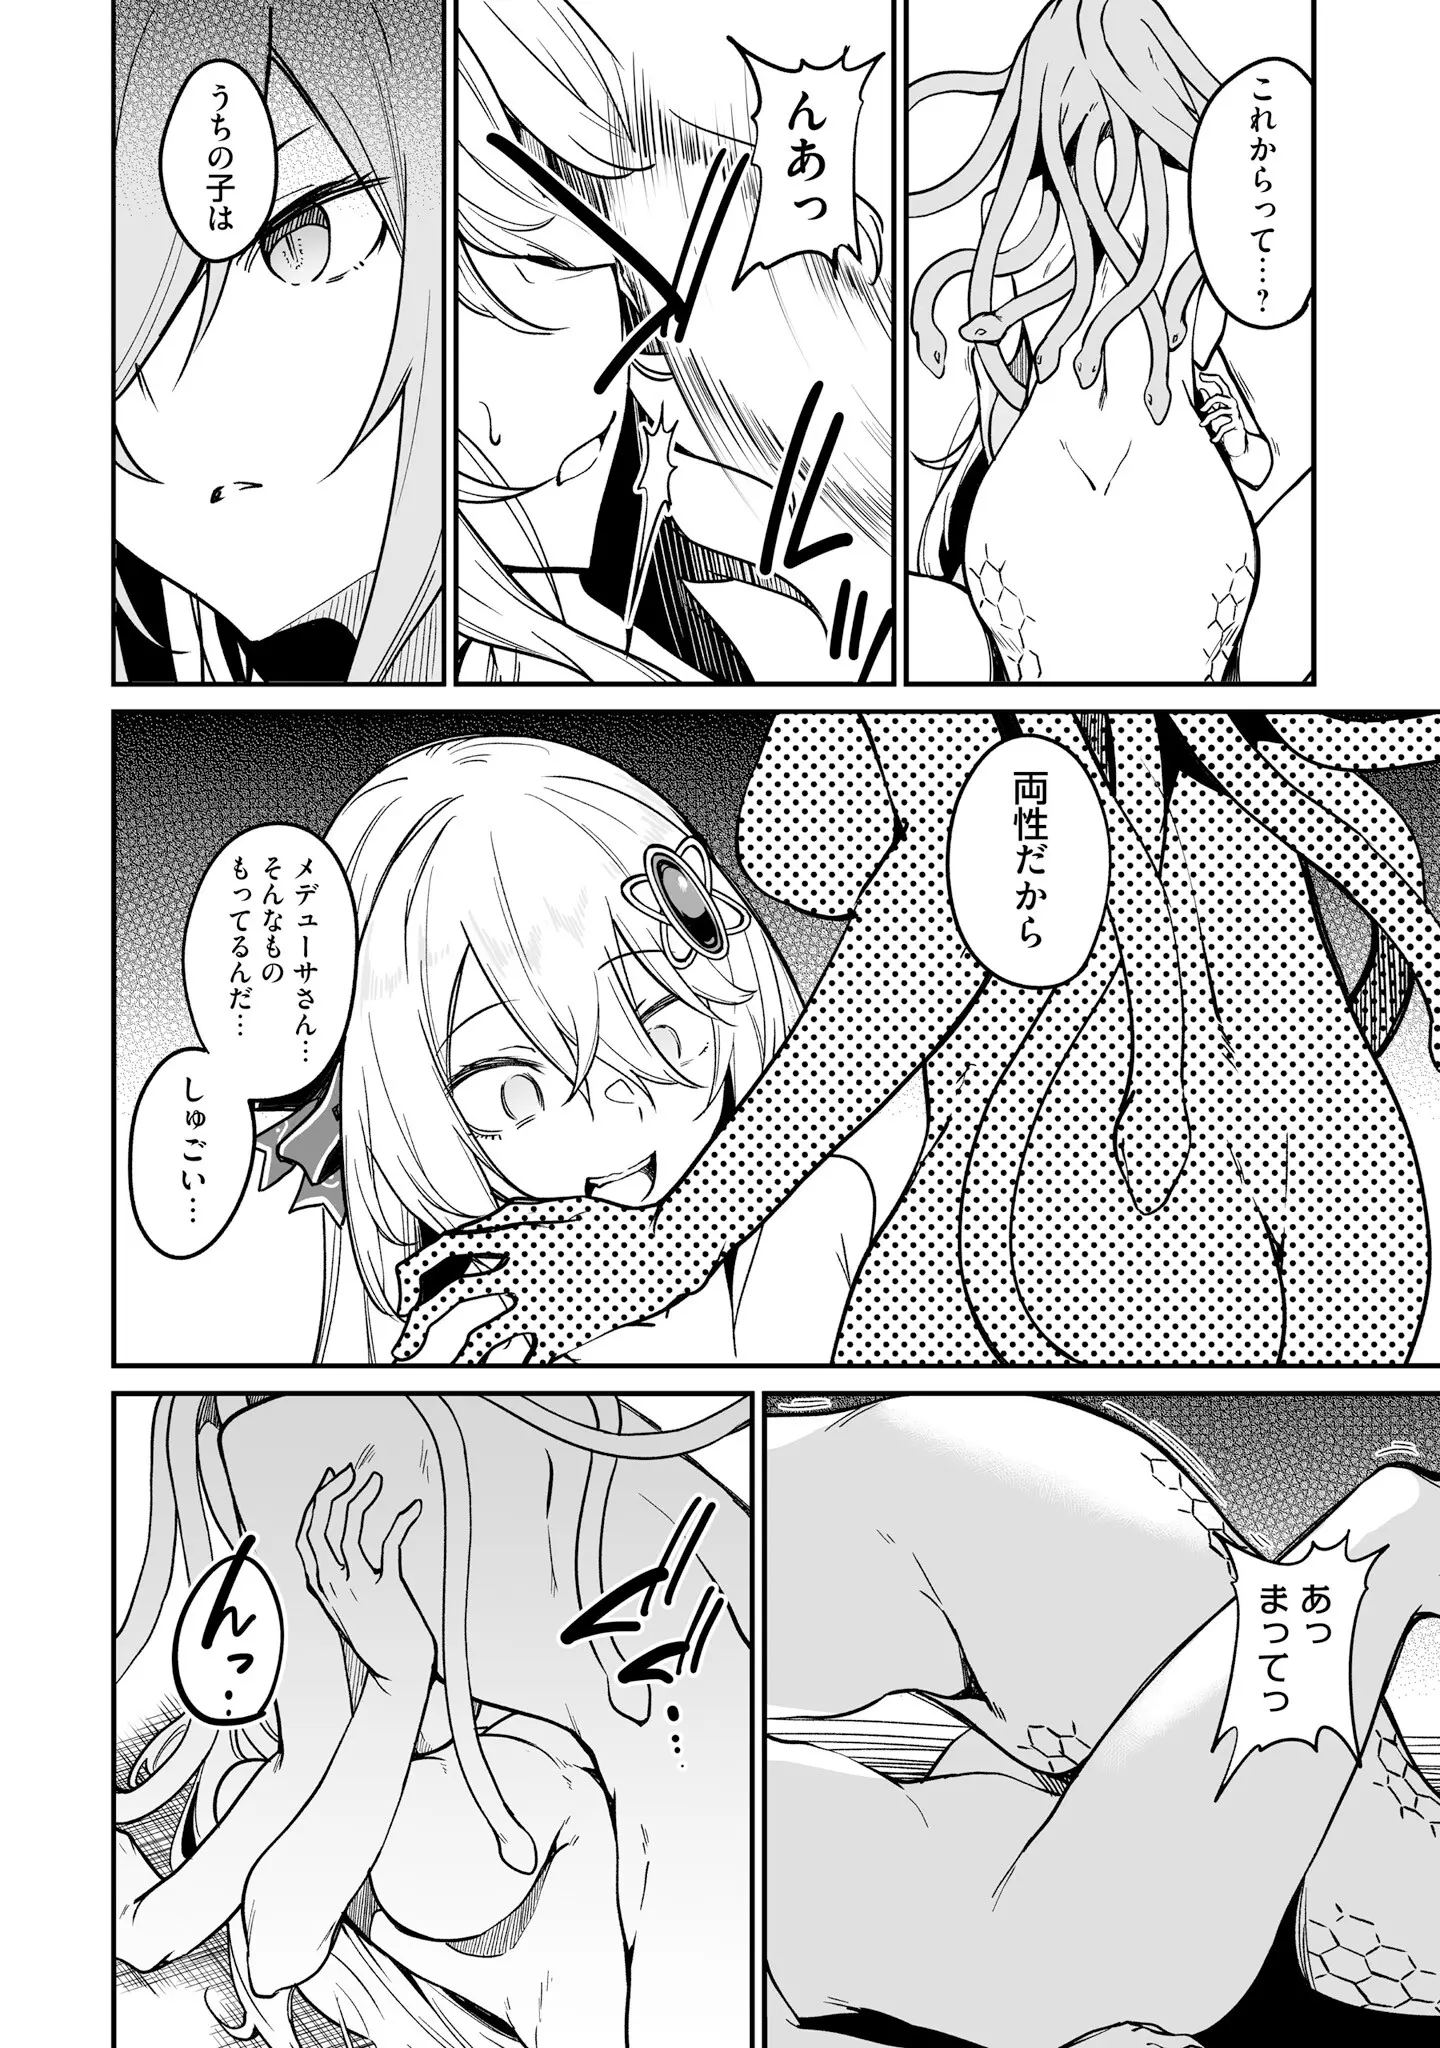 これからって…?
んあっ
うちの子は
両性だから
メデューサさん…
そんなもの
もってるんだ…
しゅごい…
あっ
まってっ
んっ…